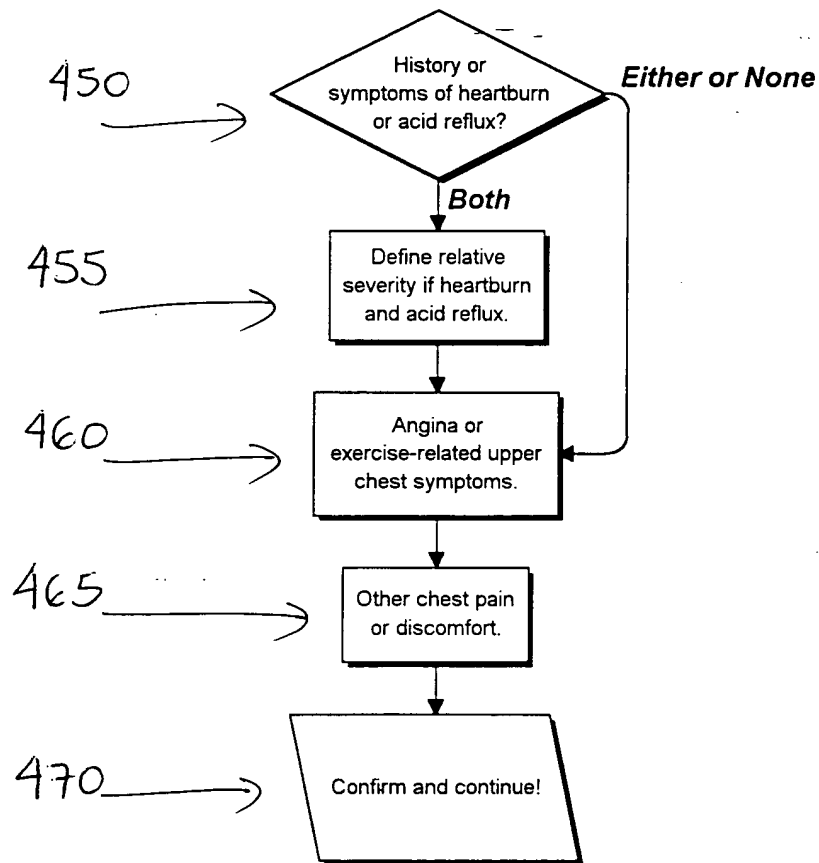 450
History or
symptoms of heartburn
or acid reflux?
Either or None
Both
455
Define relative
severity if heartburn
and acid reflux.
460
Angina or
exercise-related upper
chest symptoms.
465
Other chest pain
or discomfort.
470
Confirm and continue!